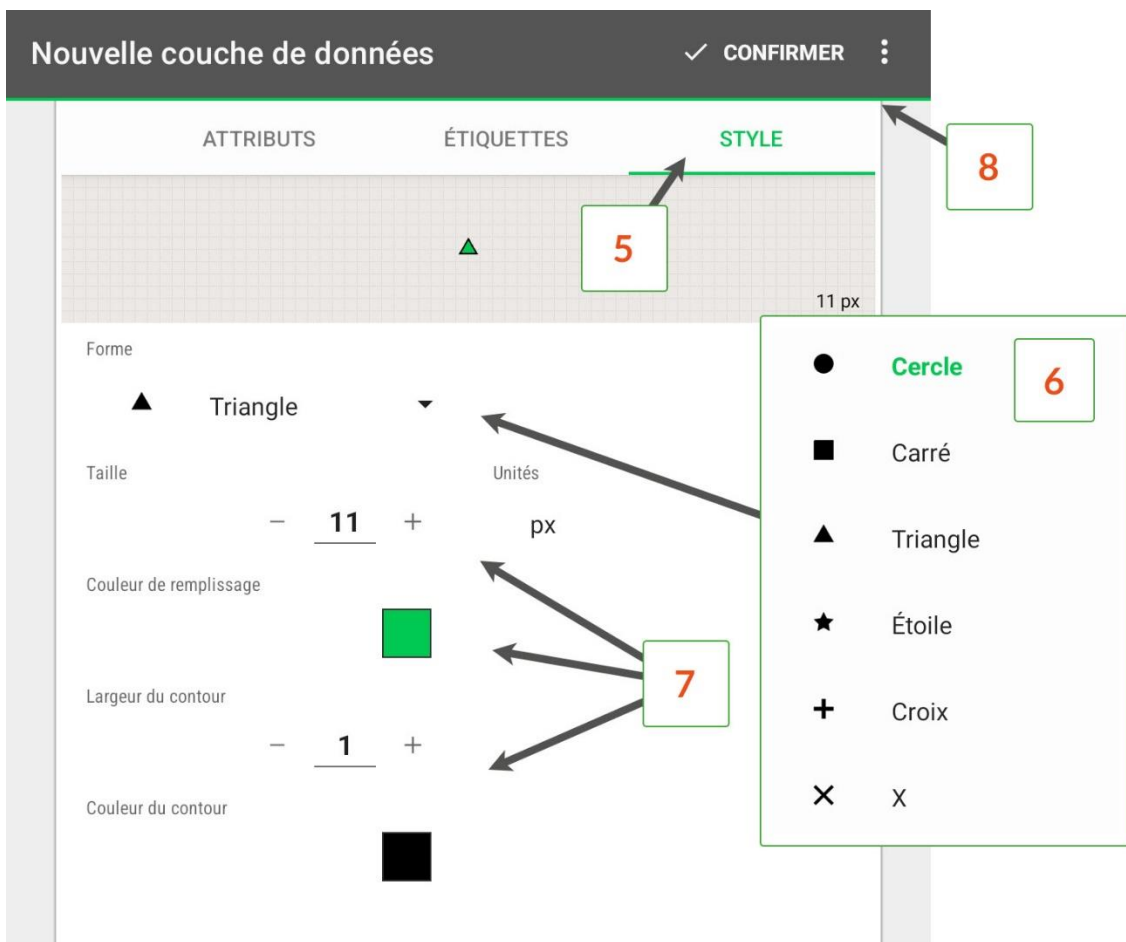 Nouvelle couche de données
CONFIRMER
8
ATTRIBUTS ÉTIQUETTES STYLE
5
11 px
Forme
Triangle
Cercle
6
Carré
Taille
Unités
11
px
Triangle
Couleur de remplissage
Étoile
7
Largeur du contour
1
Croix
Couleur du contour
X